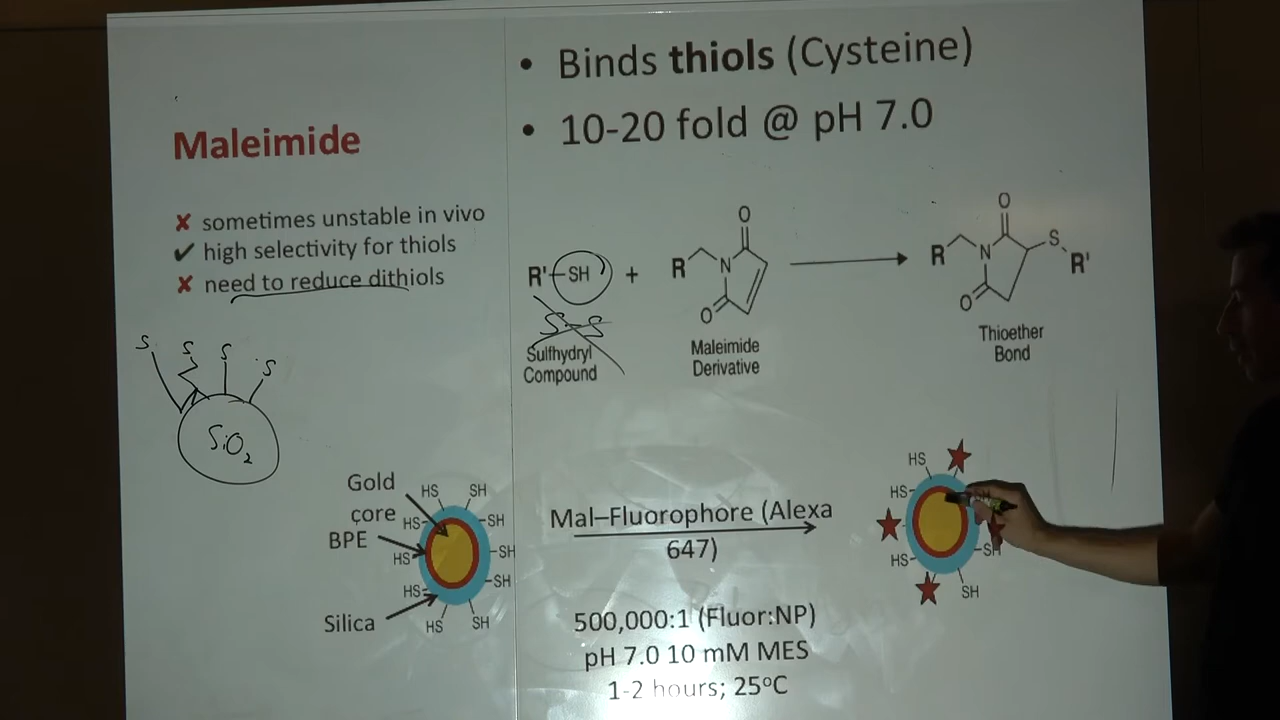 • Binds thiols (Cysteine)
• 10-20 fold @ pH 7.0
Maleimide
✘ sometimes unstable in vivo
✔ high selectivity for thiols
✘ need to reduce dithiols
R'-SH + R N O O
R N O O S R'
S-S
Sulfhydryl
Compound
Maleimide
Derivative
Thioether
Bond
S S S S
SiO2
Gold
core
BPE
Silica
HS SH
HS SH
HS SH
HS SH
HS SH
Mal–Fluorophore (Alexa
647)
500,000:1 (Fluor:NP)
pH 7.0 10 mM MES
1-2 hours; 25°C
HS
HS SH
HS SH
SH